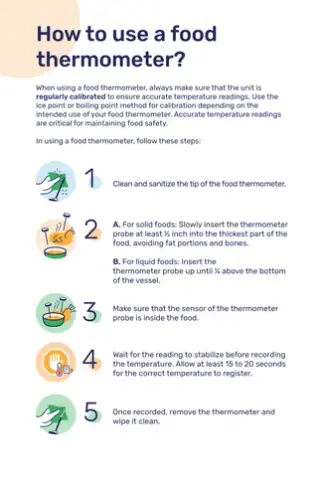 How to use a food
thermometer?
When using a food thermometer, always make sure that the unit is
regularly calibrated to ensure accurate temperature readings. Use the
ice point or boiling point method for calibration depending on the
intended use of your food thermometer. Accurate temperature readings
are critical for maintaining food safety.
In using a food thermometer, follow these steps:
1
Clean and sanitize the tip of the food thermometer.
2
A. For solid foods: Slowly insert the thermometer
probe at least ½ inch into the thickest part of the
food, avoiding fat portions and bones.
B. For liquid foods: Insert the
thermometer probe up until ¼ above the bottom
of the vessel.
3
Make sure that the sensor of the thermometer
probe is inside the food.
4
Wait for the reading to stabilize before recording
the temperature. Allow at least 15 to 20 seconds
for the correct temperature to register.
5
Once recorded, remove the thermometer and
wipe it clean.